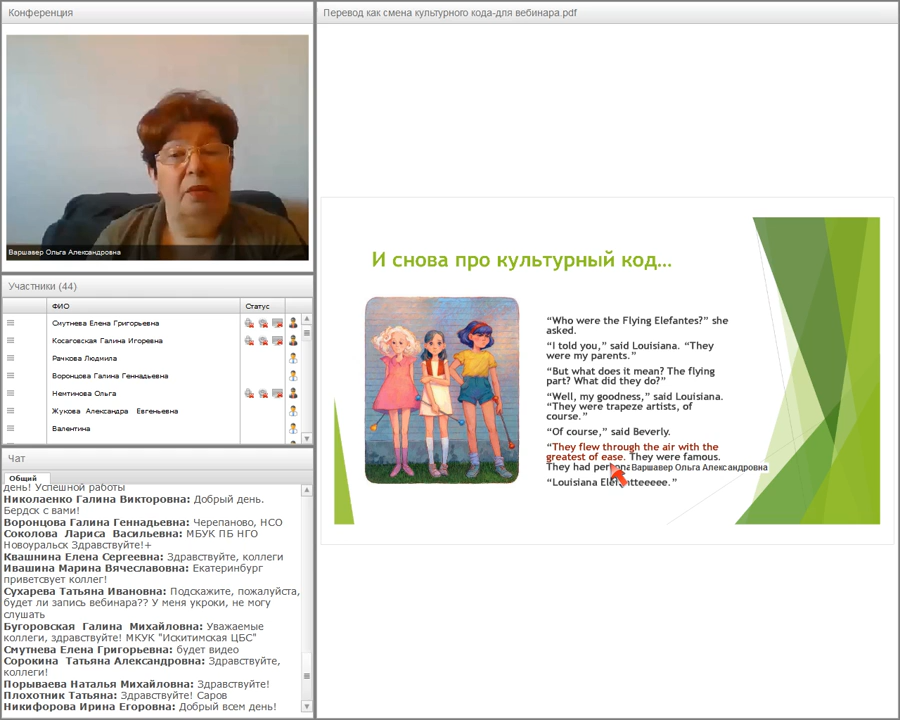 Конференция
Варшавер Ольга Александровна
Участники (44)
ФИО
Статус
Смутнева Елена Григорьевна
Косаговская Галина Игоревна
Рачкова Людмила
Воронцова Галина Геннадьевна
Немтинова Ольга
Жукова Александра Евгеньевна
Валентина
Чат
Общий
день! Успешной работы
Николаенко Галина Викторовна: Добрый день.
Бердск с вами!
Воронцова Галина Геннадьевна: Черепаново, НСО
Соколова Лариса Васильевна: МБУК ПБ НГО
Новоуральск Здравствуйте!+
Квашнина Елена Сергеевна: Здравствуйте, коллеги
Ивашина Марина Вячеславовна: Екатеринбург
приветсвует коллег!
Сухарева Татьяна Ивановна: Подскажите, пожалуйста,
будет ли запись вебинара?? У меня укроки, не могу
слушать
Бугоровская Галина Михайловна: Уважаемые
коллеги, здравствуйте! МКУК "Искитимская ЦБС"
Смутнева Елена Григорьевна: будет видео
Сорокина Татьяна Александровна: Здравствуйте,
коллеги!
Порываева Наталья Михайловна: Здравствуйте!
Плохотник Татьяна: Здравствуйте! Саров
Никифорова Ирина Егоровна: Добрый всем день!
Перевод как смена культурного кода-для вебинара.pdf
И снова про культурный код…
“Who were the Flying Elefantes?” she
asked.
“I told you,” said Louisiana. “They
were my parents.”
“But what does it mean? The flying
part? What did they do?”
“Well, my goodness,” said Louisiana.
“They were trapeze artists, of
course.”
“Of course,” said Beverly.
“They flew through the air with the
greatest of ease. They were famous.
They had
Варшавер Ольга Александровна
“Louisiana